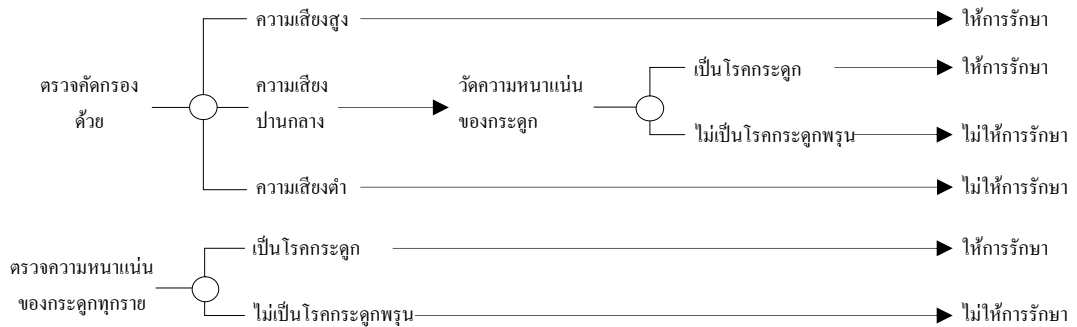 ความเสียงสูง ให้การรักษา
ตรวจคัดกรอง
ด้วย
ความเสียง
ปานกลาง
วัดความหนาแน่น
ของกระดูก
เป็นโรคกระดูก ให้การรักษา
ไม่เป็นโรคกระดูกพรุน ไม่ให้การรักษา
ความเสียงตำ ไม่ให้การรักษา
ตรวจความหนาแน่น
ของกระดูกทุกราย
เป็นโรคกระดูก ให้การรักษา
ไม่เป็นโรคกระดูกพรุน ไม่ให้การรักษา